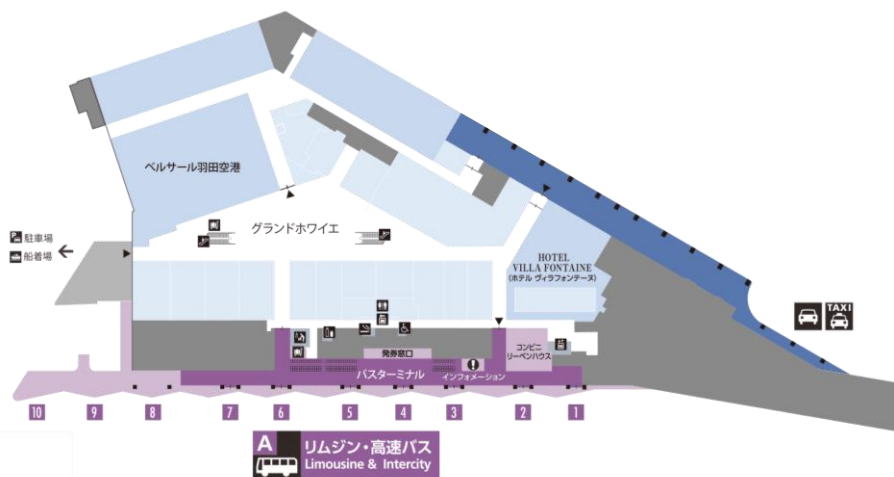 ベルサール羽田空港
グランドホワイエ
駐車場
船着場
HOTEL
VILLA FONTAINE
(ホテル ヴィラフォンテーヌ)
TAXI
コンビニ
リーベンハウス
発券窓口
バスターミナル
インフォメーション
10 9 8 7 6 5 4 3 2 1
A
リムジン・高速バス
Limousine & Intercity